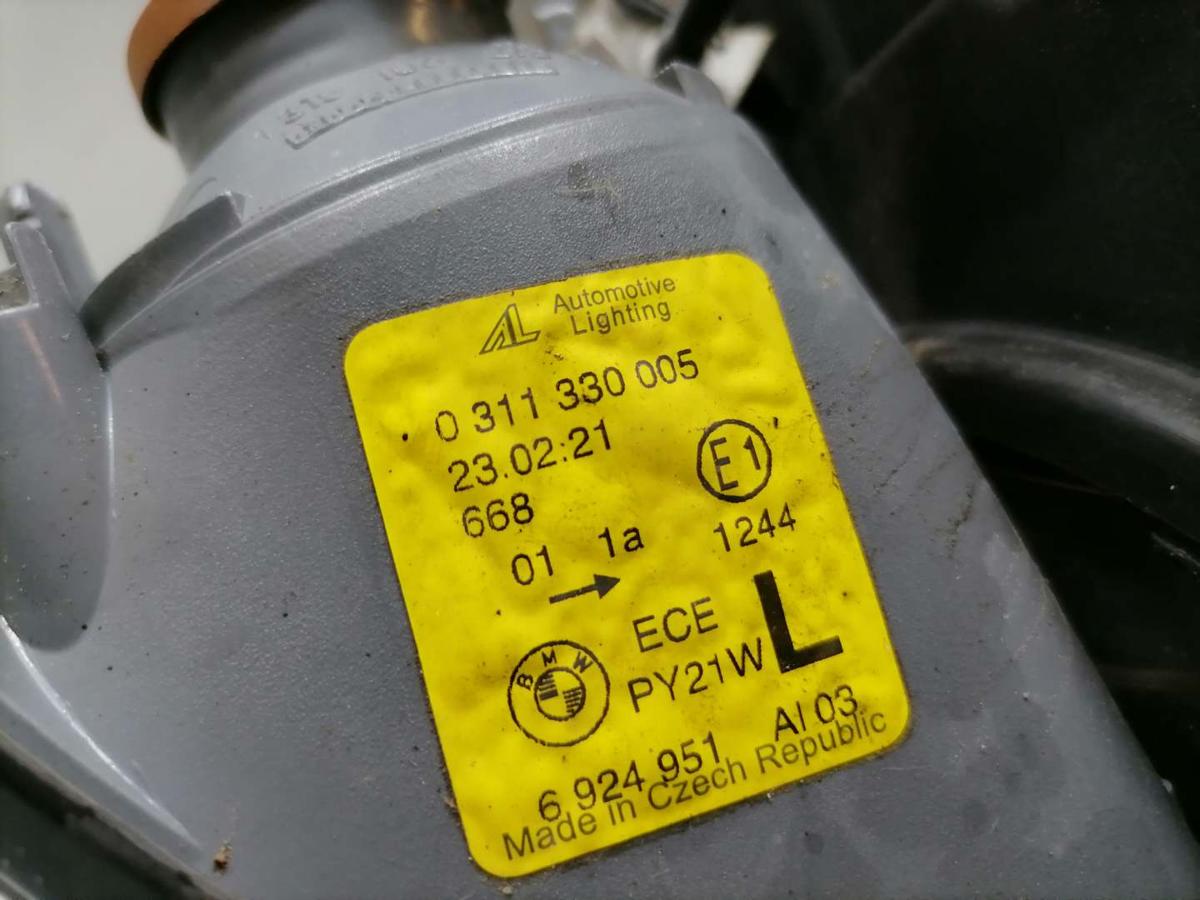 AL Automotive
Lighting
0 311 330 005
23.02:21
668
E1
01 1a 1244
ECE
PY21W
L
BMW
6 924 951 AI 03
Made in Czech Republic